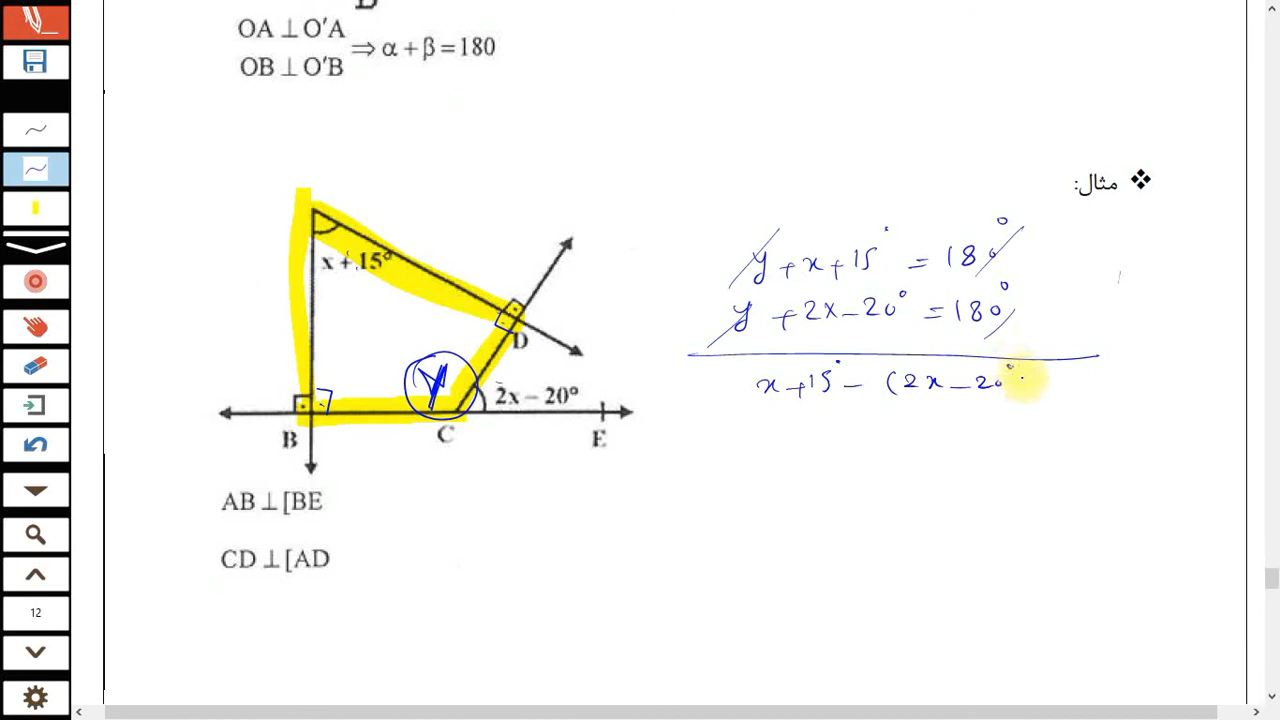 OA ⊥ O′A
⇒ α + β = 180
OB ⊥ O′B
❖ مثال:
y + x + 15° = 180°
y + 2x − 20° = 180°
x + 15° − (2x − 20°
x + 15°
D
y
2x − 20°
B
C
E
AB ⊥ [BE
CD ⊥ [AD
12